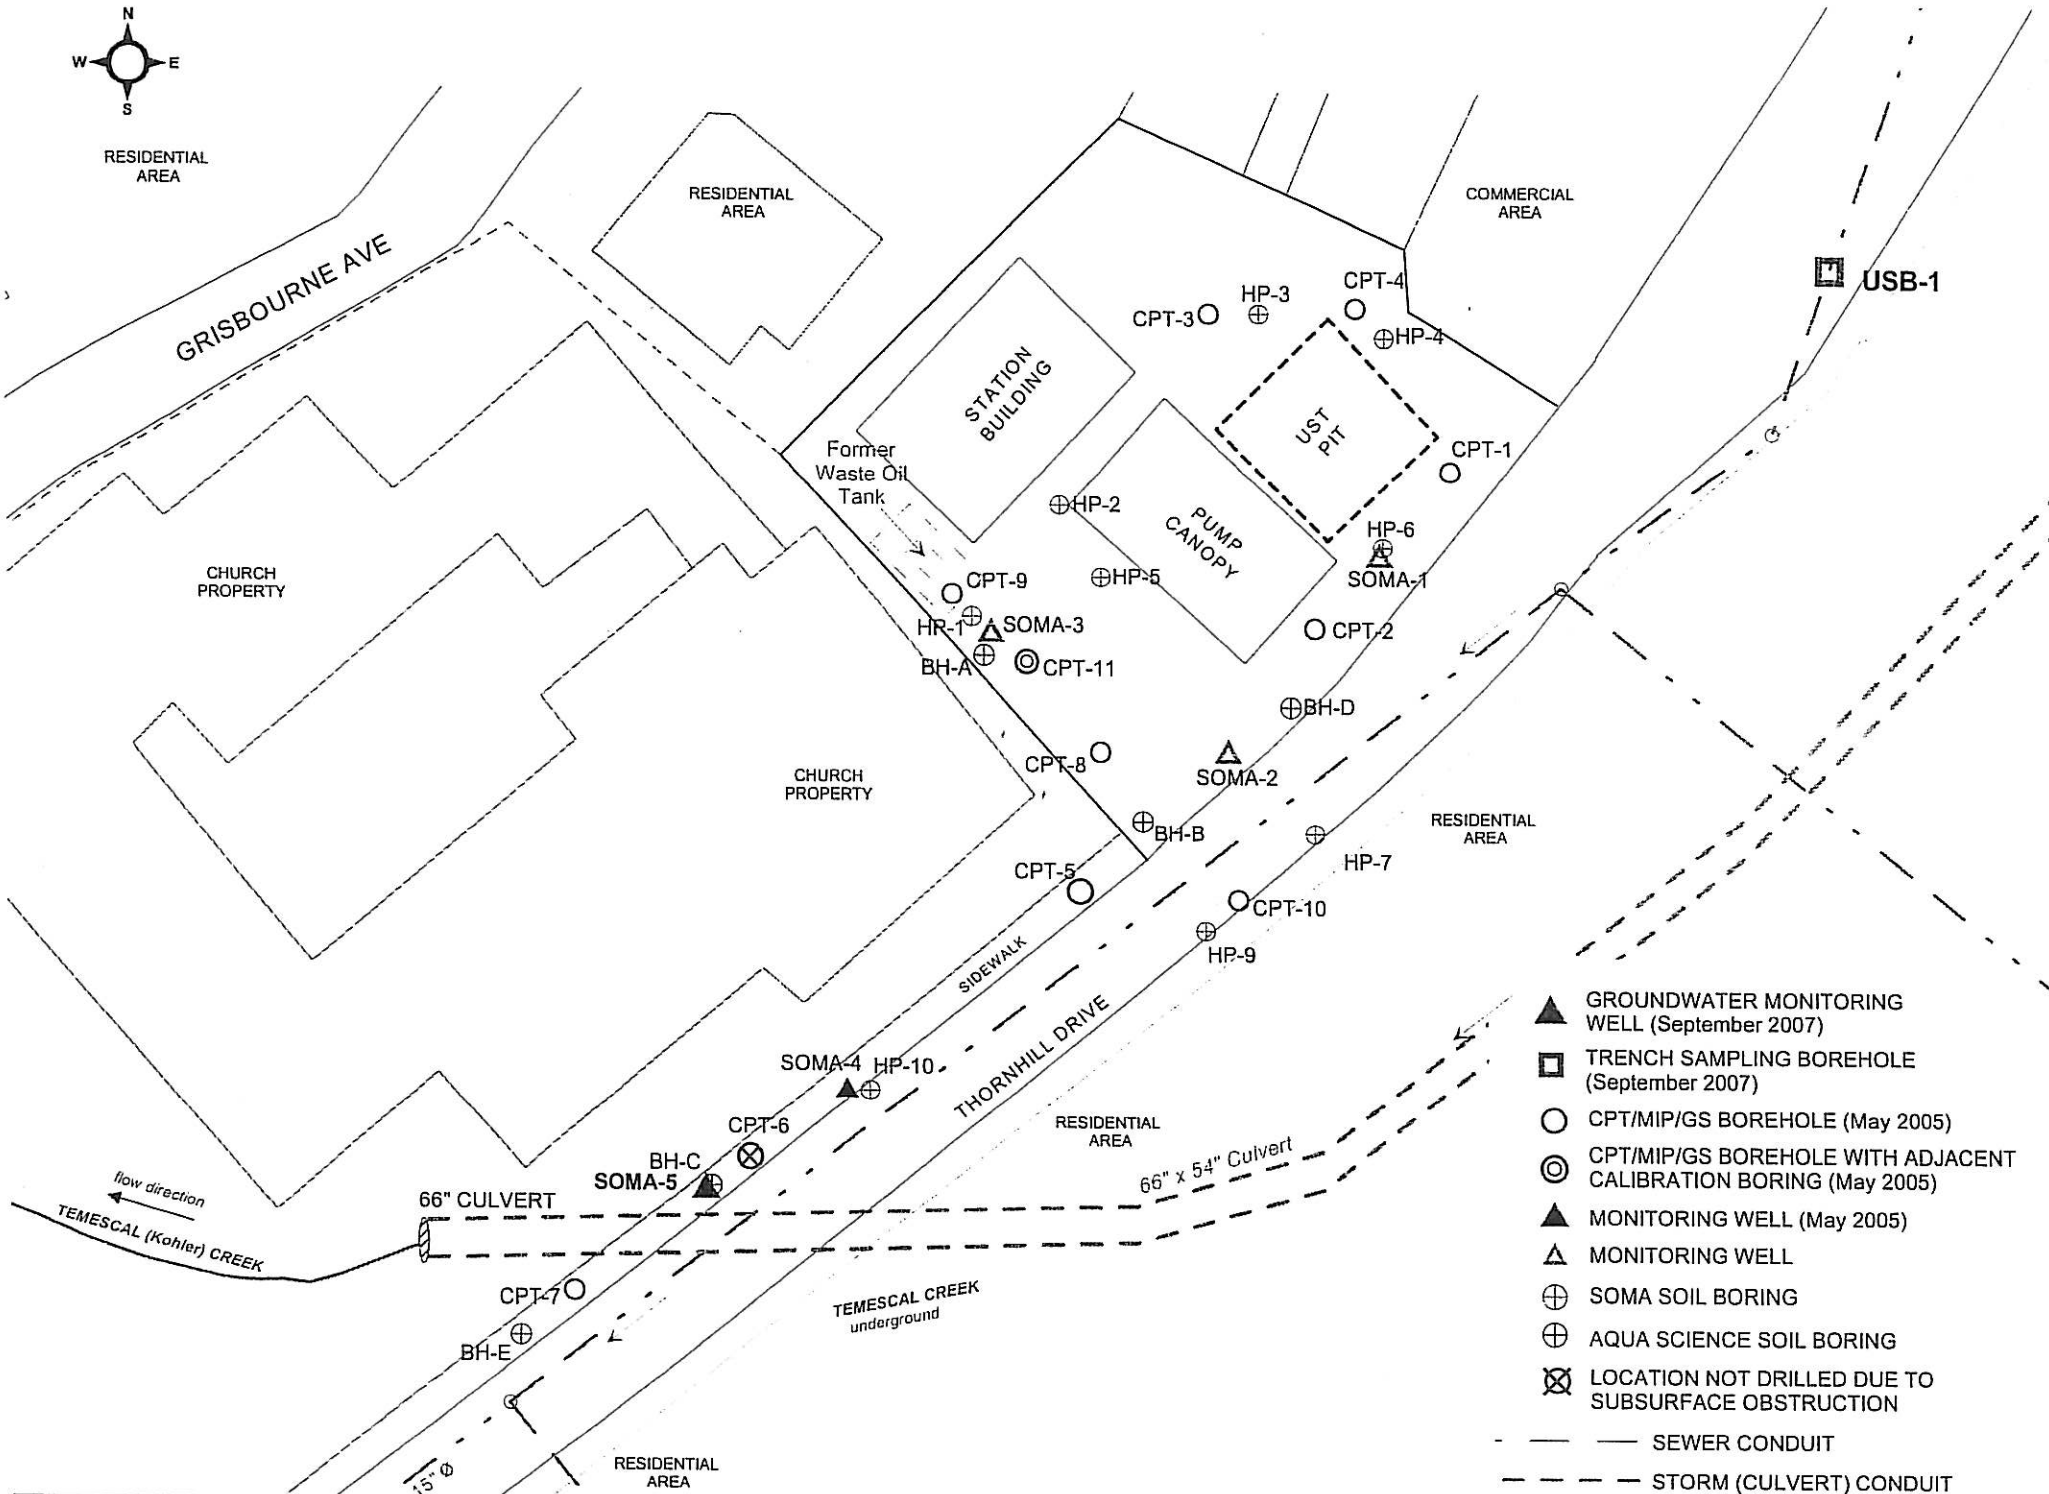 N
W
E
S
RESIDENTIAL
AREA
RESIDENTIAL
AREA
COMMERCIAL
AREA
GRISBOURNE AVE
USB-1
CPT-4
HP-3
CPT-3
HP-4
STATION
BUILDING
UST
PIT
CPT-1
Former
Waste Oil
Tank
HP-2
PUMP
CANOPY
HP-6
SOMA-1
HP-5
CHURCH
PROPERTY
CPT-9
HP-1
SOMA-3
CPT-2
BH-A
CPT-11
BH-D
CPT-8
SOMA-2
CHURCH
PROPERTY
BH-B
RESIDENTIAL
AREA
HP-7
CPT-5
CPT-10
HP-9
SIDEWALK
THORNHILL DRIVE
SOMA-4
HP-10
CPT-6
BH-C
SOMA-5
RESIDENTIAL
AREA
66" x 54" Culvert
flow direction
66" CULVERT
TEMESCAL (Kohler) CREEK
CPT-7
TEMESCAL CREEK
underground
BH-E
15" Ø
RESIDENTIAL
AREA
GROUNDWATER MONITORING
WELL (September 2007)
TRENCH SAMPLING BOREHOLE
(September 2007)
CPT/MIP/GS BOREHOLE (May 2005)
CPT/MIP/GS BOREHOLE WITH ADJACENT
CALIBRATION BORING (May 2005)
MONITORING WELL (May 2005)
MONITORING WELL
SOMA SOIL BORING
AQUA SCIENCE SOIL BORING
LOCATION NOT DRILLED DUE TO
SUBSURFACE OBSTRUCTION
SEWER CONDUIT
STORM (CULVERT) CONDUIT